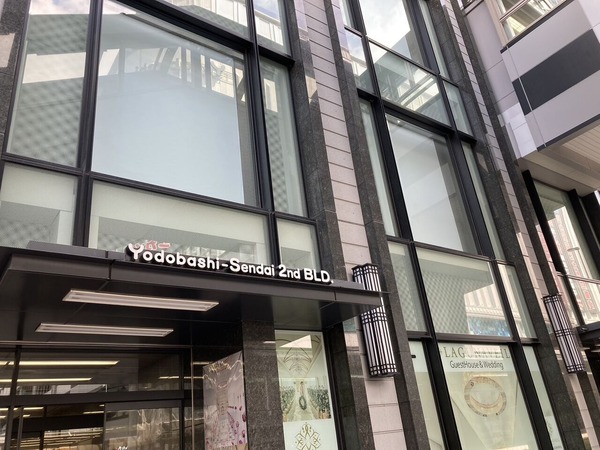 Yodobashi-Sendai 2nd BLD.
GuestHouse & Wedding